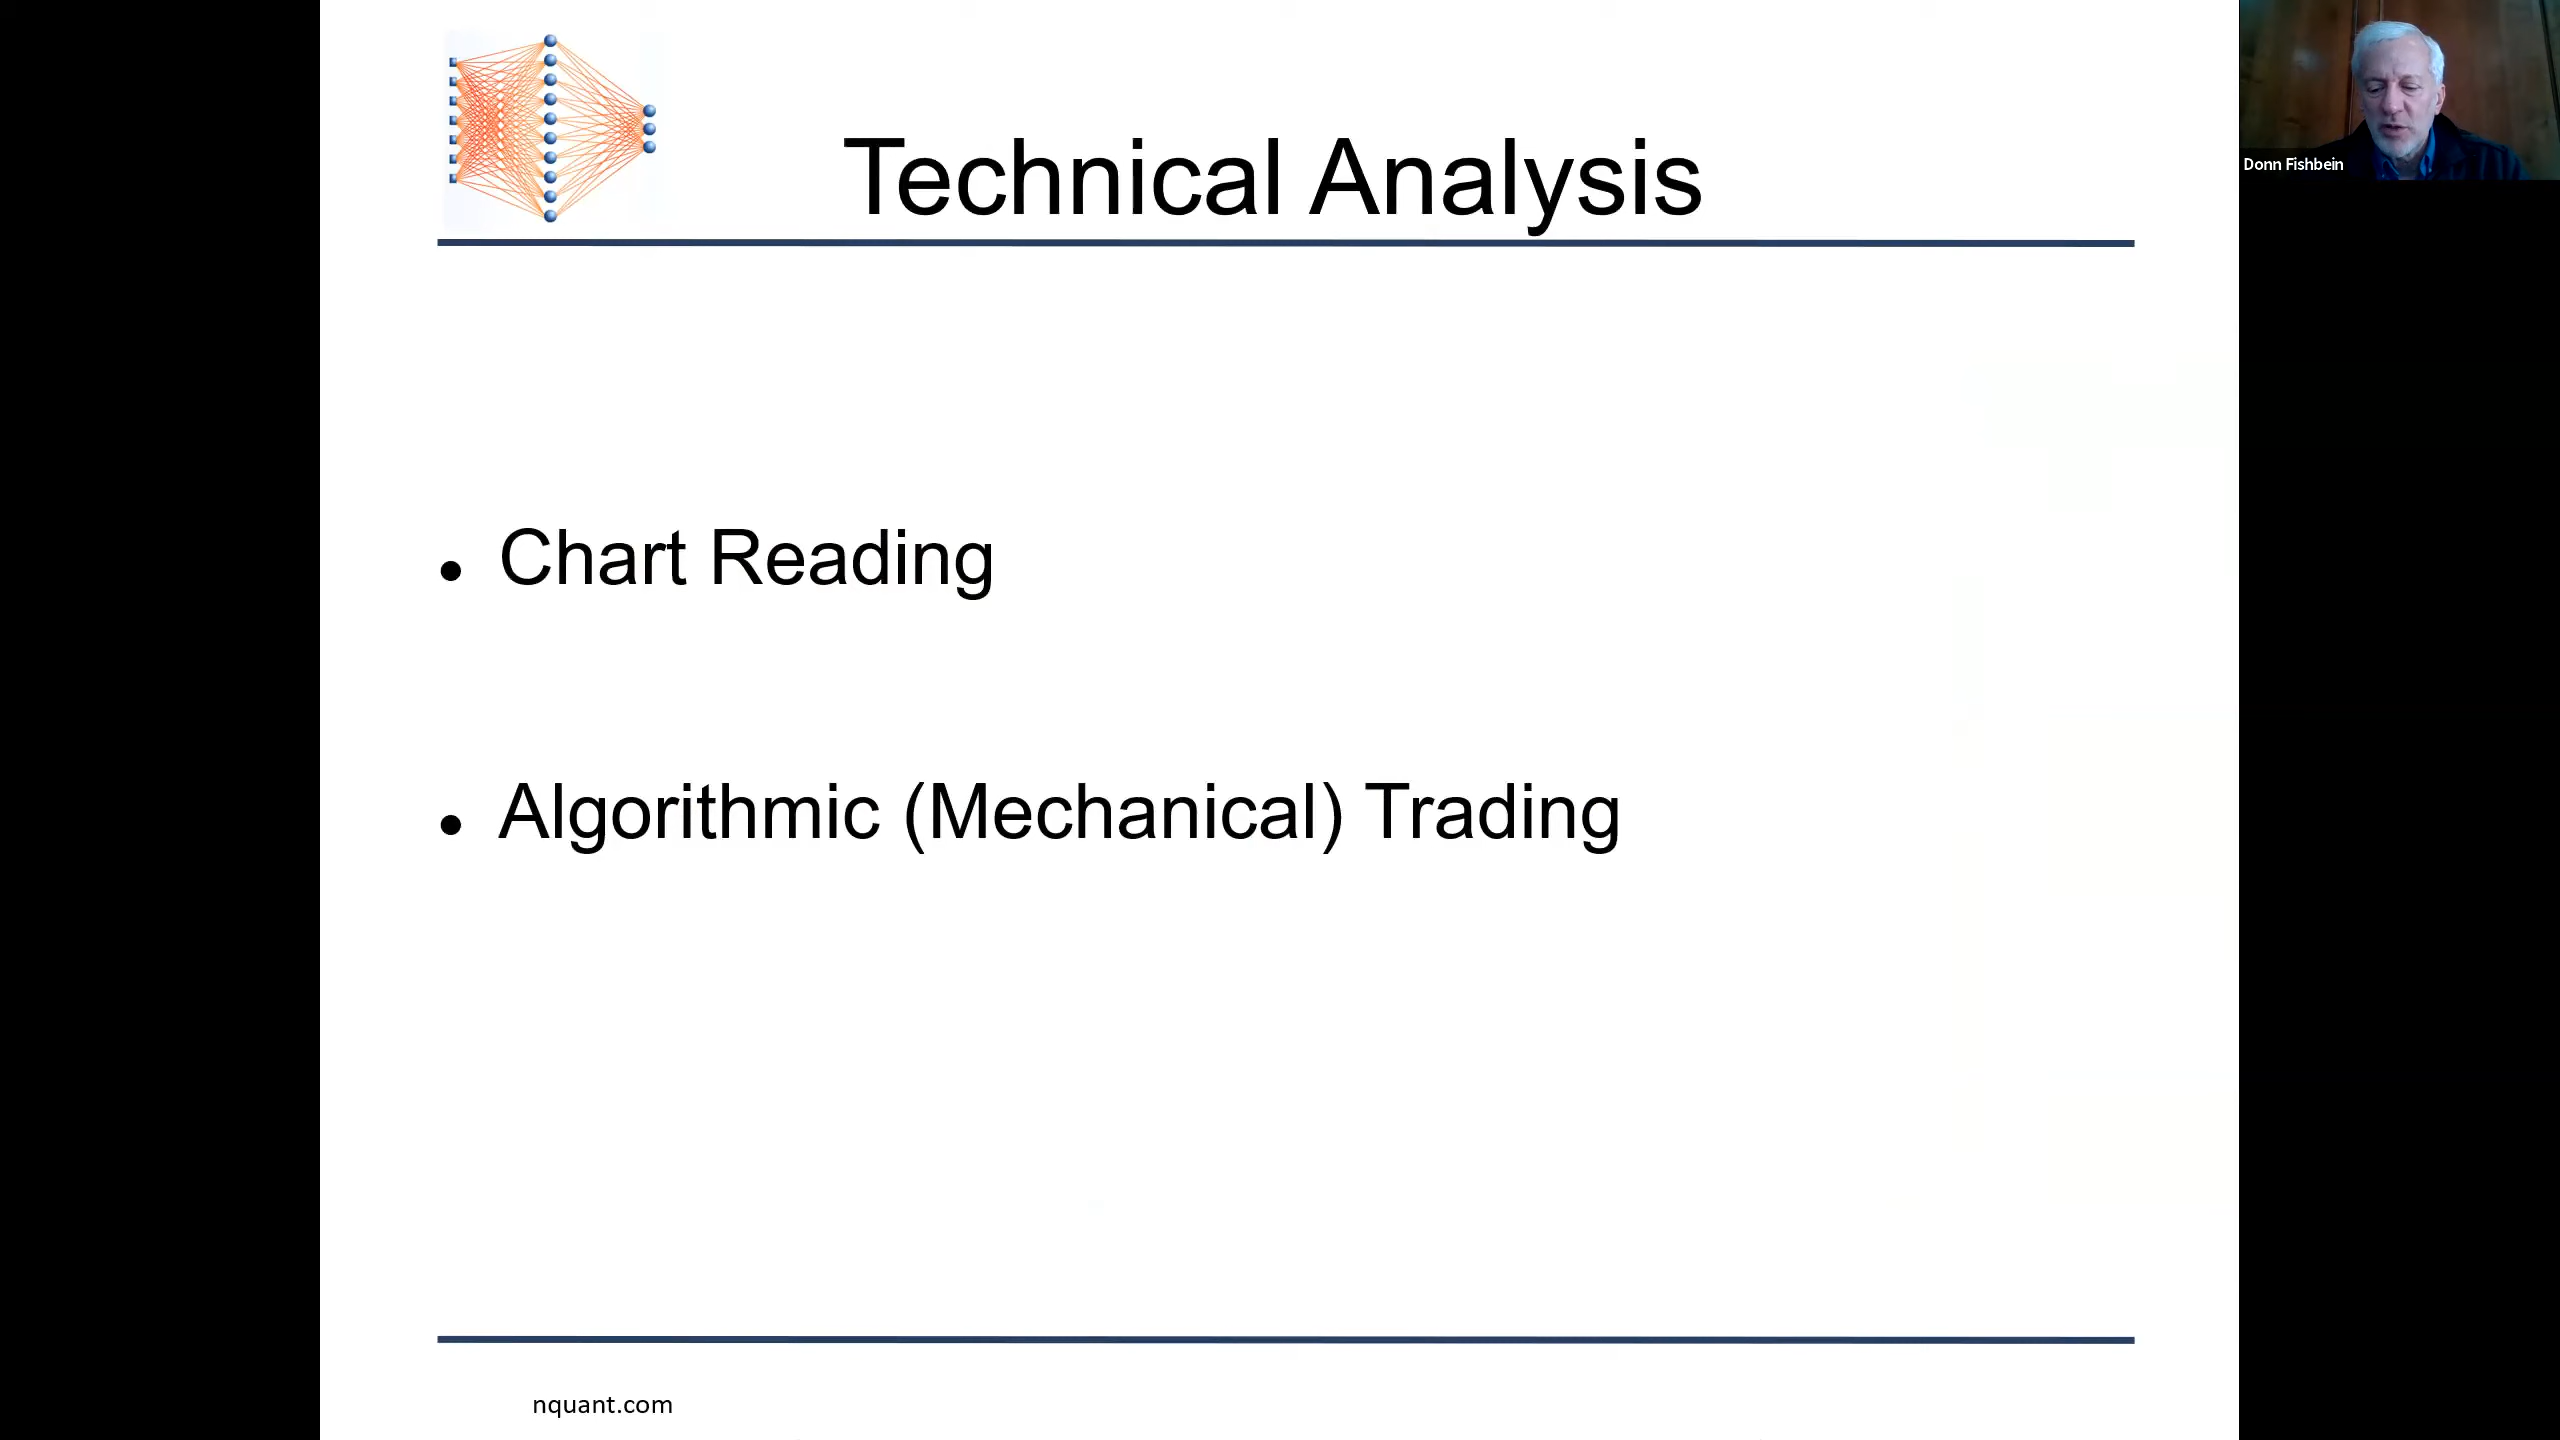 Technical Analysis
Donn Fishbein
• Chart Reading
• Algorithmic (Mechanical) Trading
nquant.com